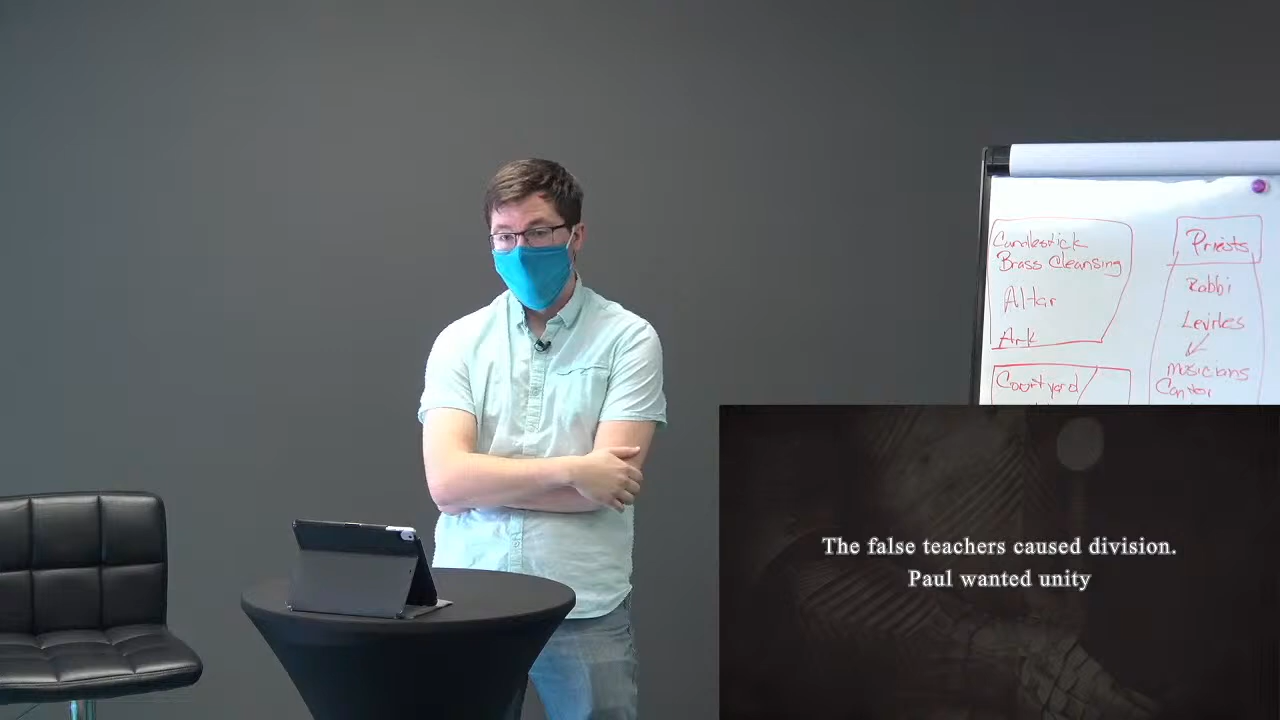 Candlestick
Brass Cleansing
Altar
Ark
Courtyard
Priests
Rabbi
Levites
Musicians
Cantor
The false teachers caused division.
Paul wanted unity